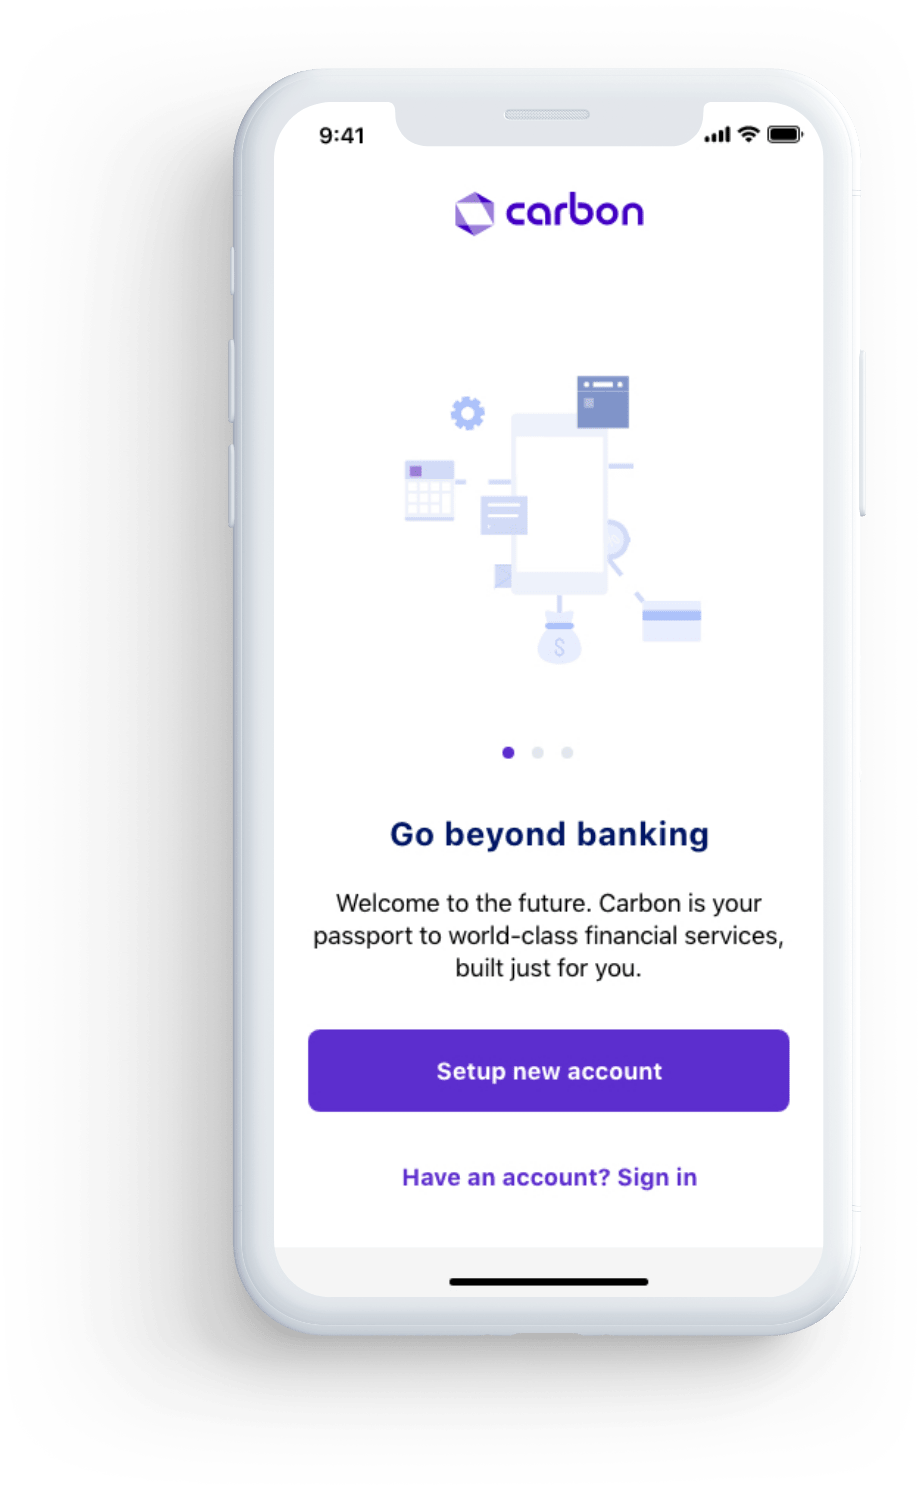 9:41
carbon
$
Go beyond banking
Welcome to the future. Carbon is your
passport to world-class financial services,
built just for you.
Setup new account
Have an account? Sign in